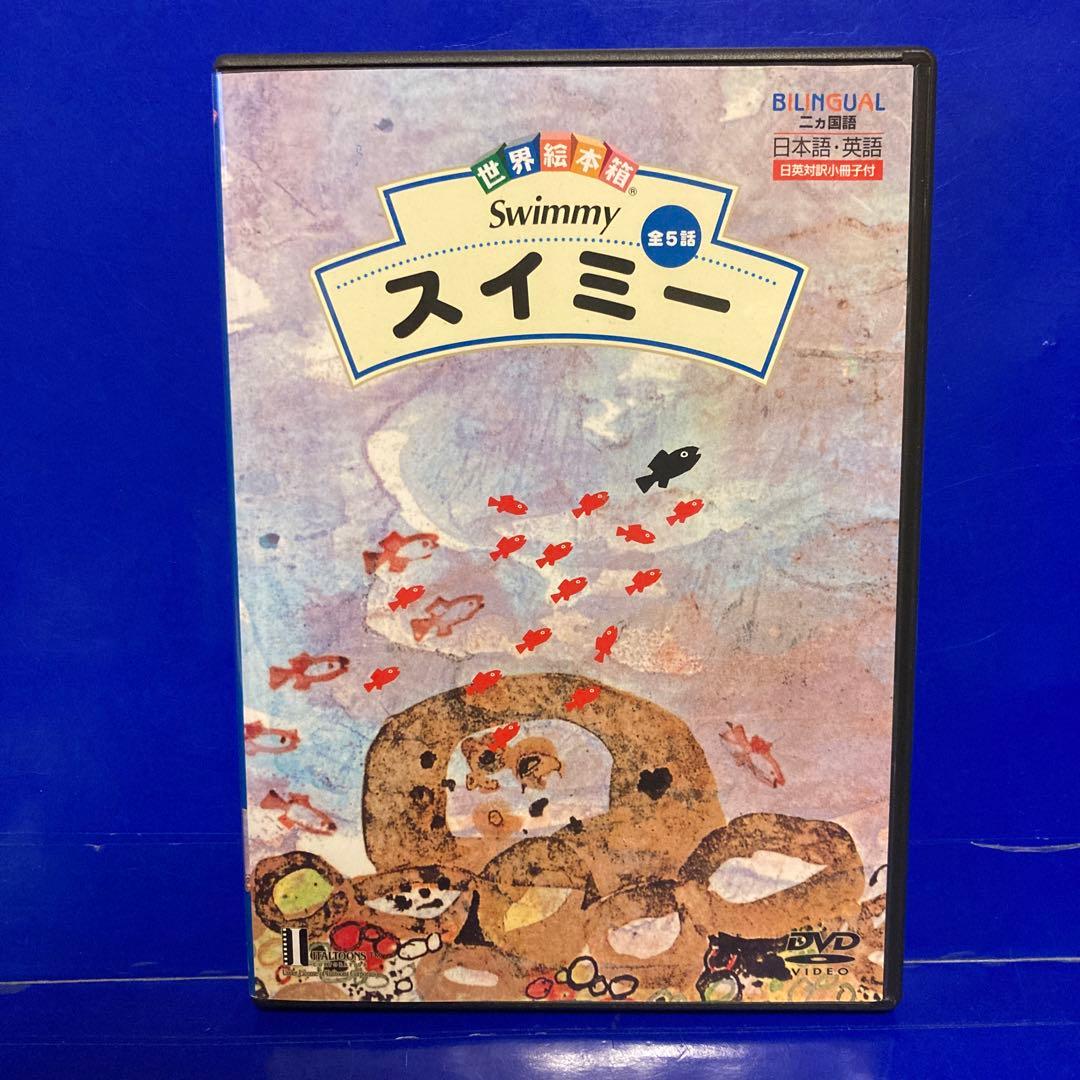 BILINGUAL
二ヵ国語
日本語・英語
日英対訳小冊子付
世界絵本箱®
Swimmy
全5話
スイミー
ITALTOONS
DVD
VIDEO